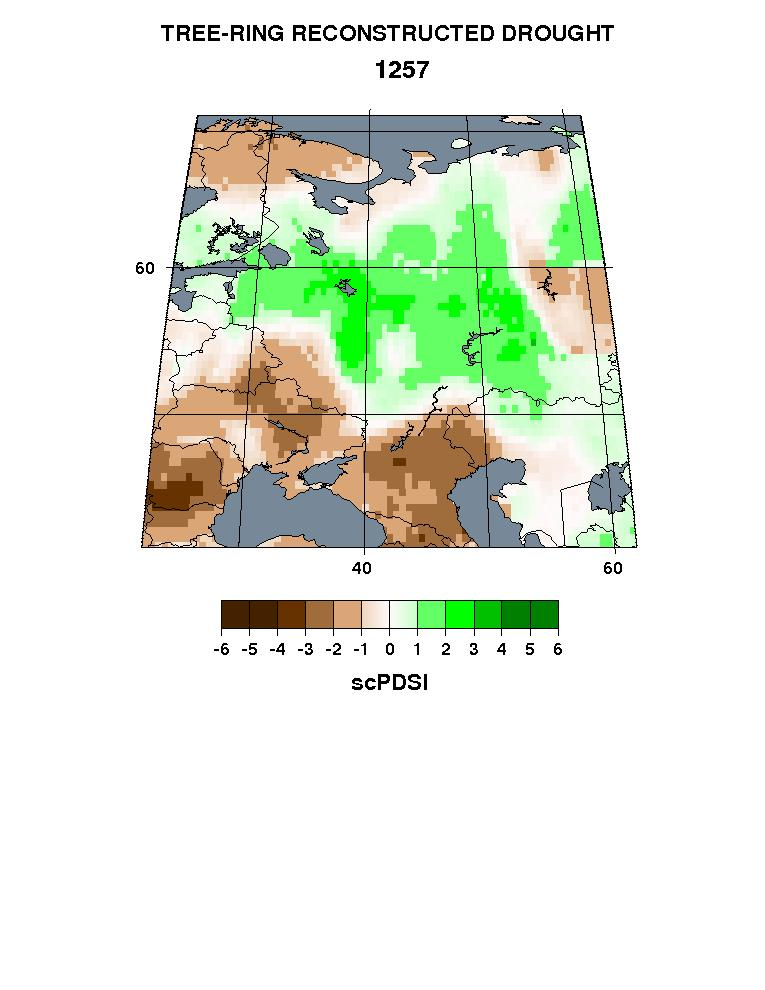 TREE-RING RECONSTRUCTED DROUGHT
1257
60
40 60
-6 -5 -4 -3 -2 -1 0 1 2 3 4 5 6
scPDSI